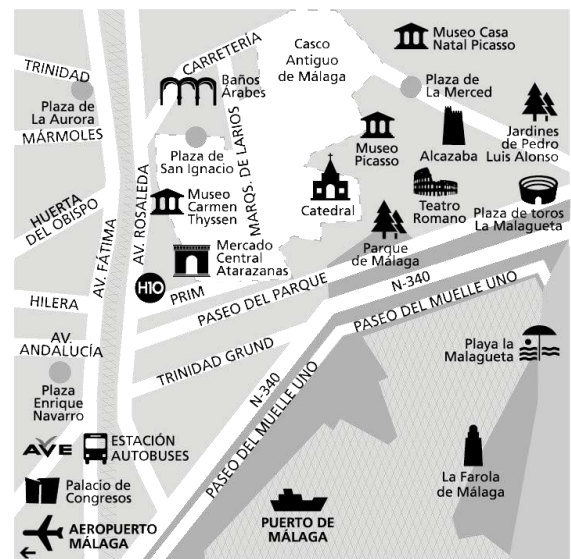 Museo Casa
Natal Picasso
CARRETERÍA
Casco
Antiguo
de Málaga
TRINIDAD
Baños
Árabes
Plaza de
La Merced
Plaza de
La Aurora
MÁRMOLES
MARQS. DE LARIOS
Jardines
de Pedro
Luis Alonso
Museo
Picasso
Alcazaba
Plaza de
San Ignacio
HUERTA
DEL OBISPO
AV. ROSALEDA
Museo
Carmen
Thyssen
Catedral
Teatro
Romano
Plaza de toros
La Malagueta
AV. FÁTIMA
Mercado
Central
Atarazanas
Parque
de Málaga
H10
PRIM
PASEO DEL PARQUE
N-340
PASEO DEL MUELLE UNO
HILERA
AV.
ANDALUCÍA
TRINIDAD GRUND
Playa la
Malagueta
Plaza
Enrique
Navarro
N-340
PASEO DEL MUELLE UNO
AVE
ESTACIÓN
AUTOBUSES
Palacio de
Congresos
La Farola
de Málaga
AEROPUERTO
MÁLAGA
PUERTO DE
MÁLAGA